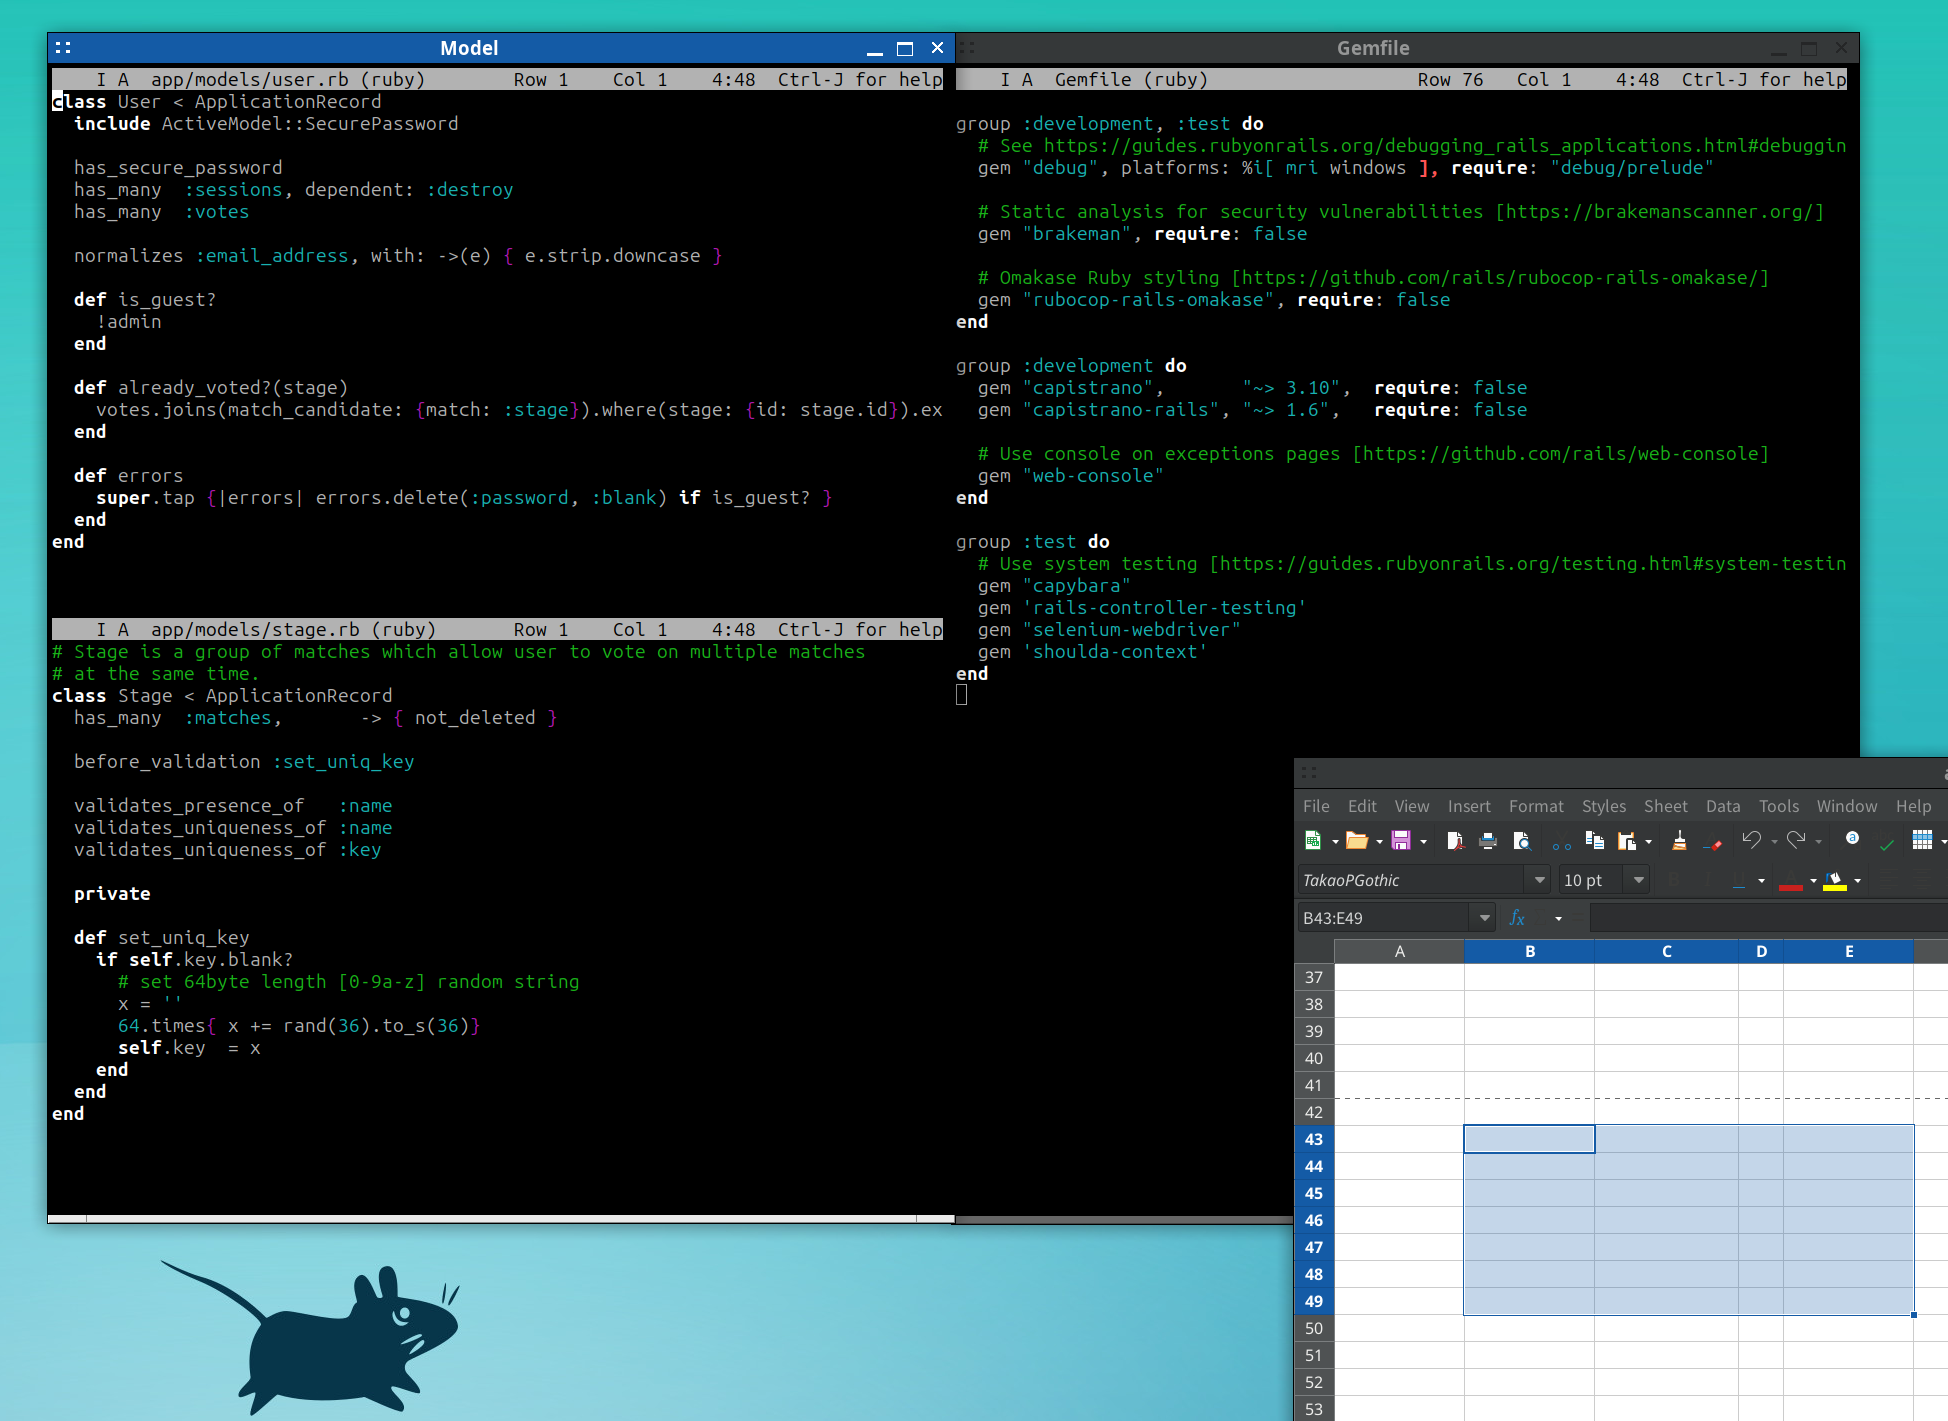 Model
I A  app/models/user.rb (ruby)        Row 1    Col 1    4:48  Ctrl-J for help
class User < ApplicationRecord
  include ActiveModel::SecurePassword
  has_secure_password
  has_many  :sessions, dependent: :destroy
  has_many  :votes
  normalizes :email_address, with: ->(e) { e.strip.downcase }
  def is_guest?
    !admin
  end
  def already_voted?(stage)
    votes.joins(match_candidate: {match: :stage}).where(stage: {id: stage.id}).ex
  end
  def errors
    super.tap {|errors| errors.delete(:password, :blank) if is_guest? }
  end
end
I A  app/models/stage.rb (ruby)       Row 1    Col 1    4:48  Ctrl-J for help
# Stage is a group of matches which allow user to vote on multiple matches
# at the same time.
class Stage < ApplicationRecord
  has_many  :matches,       -> { not_deleted }
  before_validation :set_uniq_key
  validates_presence_of   :name
  validates_uniqueness_of :name
  validates_uniqueness_of :key
  private
  def set_uniq_key
    if self.key.blank?
      # set 64byte length [0-9a-z] random string
      x = ''
      64.times{ x += rand(36).to_s(36)}
      self.key  = x
    end
  end
end
Gemfile
I A  Gemfile (ruby)                   Row 76   Col 1    4:48  Ctrl-J for help
group :development, :test do
  # See https://guides.rubyonrails.org/debugging_rails_applications.html#debuggin
  gem "debug", platforms: %i[ mri windows ], require: "debug/prelude"
  # Static analysis for security vulnerabilities [https://brakemanscanner.org/]
  gem "brakeman", require: false
  # Omakase Ruby styling [https://github.com/rails/rubocop-rails-omakase/]
  gem "rubocop-rails-omakase", require: false
end
group :development do
  gem "capistrano",       "~> 3.10",  require: false
  gem "capistrano-rails", "~> 1.6",   require: false
  # Use console on exceptions pages [https://github.com/rails/web-console]
  gem "web-console"
end
group :test do
  # Use system testing [https://guides.rubyonrails.org/testing.html#system-testin
  gem "capybara"
  gem 'rails-controller-testing'
  gem "selenium-webdriver"
  gem 'shoulda-context'
end
File Edit View Insert Format Styles Sheet Data Tools Window Help
TakaoPGothic 10 pt
B43:E49 fx
A B C D E
37
38
39
40
41
42
43
44
45
46
47
48
49
50
51
52
53